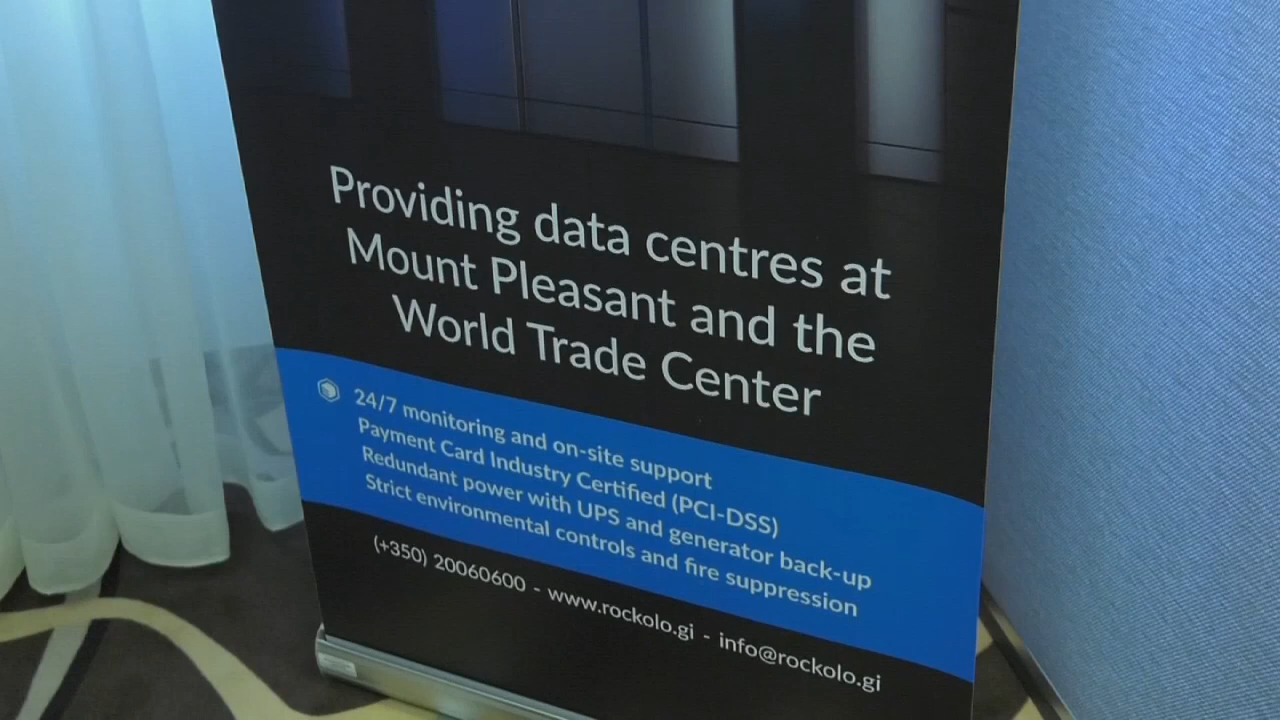 Providing data centres at
Mount Pleasant and the
World Trade Center
24/7 monitoring and on-site support
Payment Card Industry Certified (PCI-DSS)
Redundant power with UPS and generator back-up
Strict environmental controls and fire suppression
(+350) 20060600 - www.rockolo.gi - info@rockolo.gi